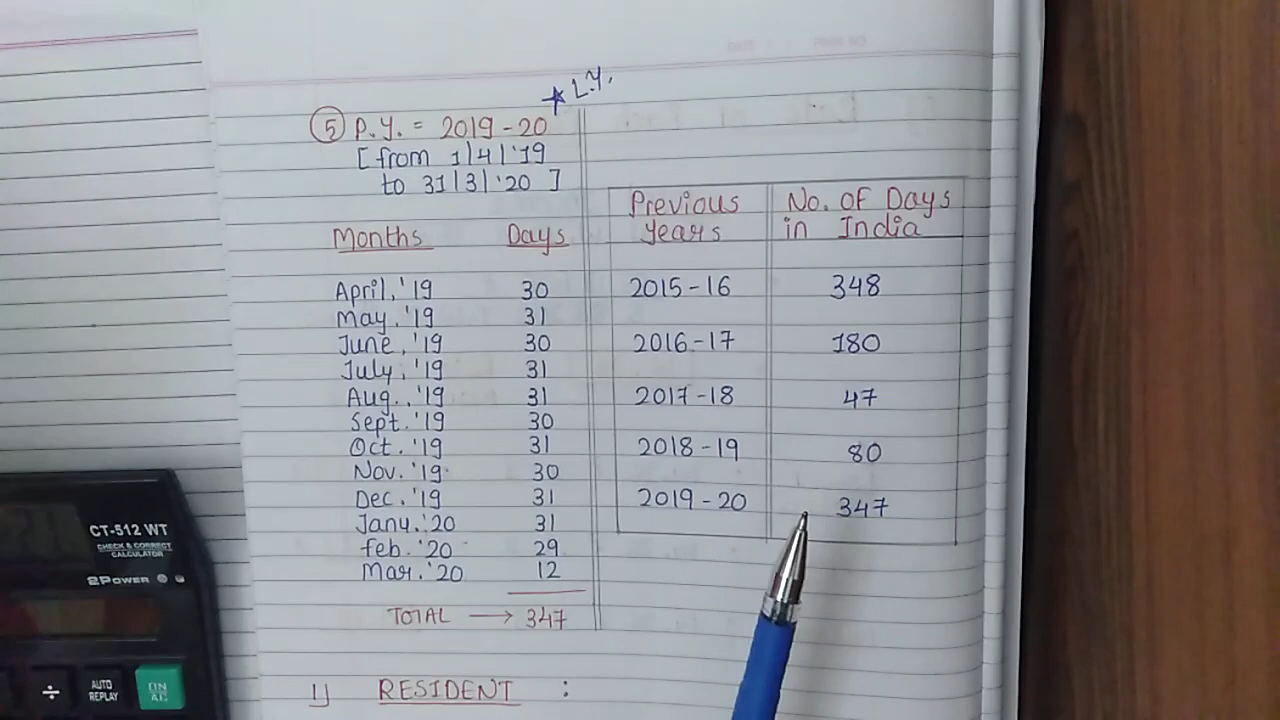 ★ L.Y.
⑤ P.Y. = 2019-20
[from 1/4/'19
to 31/3/'20]
Months Days
April,'19 30
May.'19 31
June,'19 30
July,'19 31
Aug.,'19 31
Sept.'19 30
Oct.'19 31
Nov.'19 30
Dec.'19 31
Janu.'20 31
feb.'20 29
Mar.'20 12
TOTAL → 347
Previous Years No. of Days in India
2015-16 348
2016-17 180
2017-18 47
2018-19 80
2019-20 347
1) RESIDENT :
CT-512 WT
CHECK & CORRECT
CALCULATOR
2POWER
÷ AUTO REPLAY ON/AC